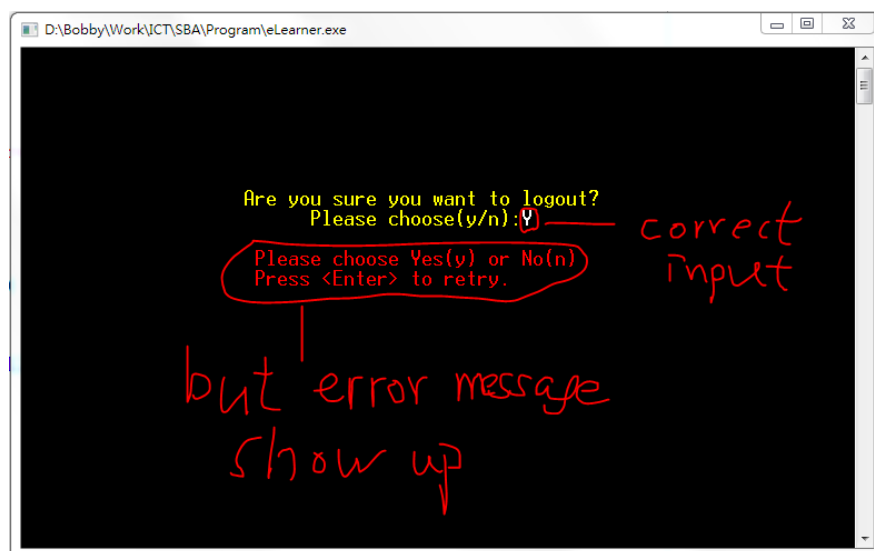 D:\Bobby\Work\ICT\SBA\Program\eLearner.exe
Are you sure you want to logout?
Please choose(y/n):Y
correct
input
Please choose Yes(y) or No(n)
Press <Enter> to retry.
but error message
show up